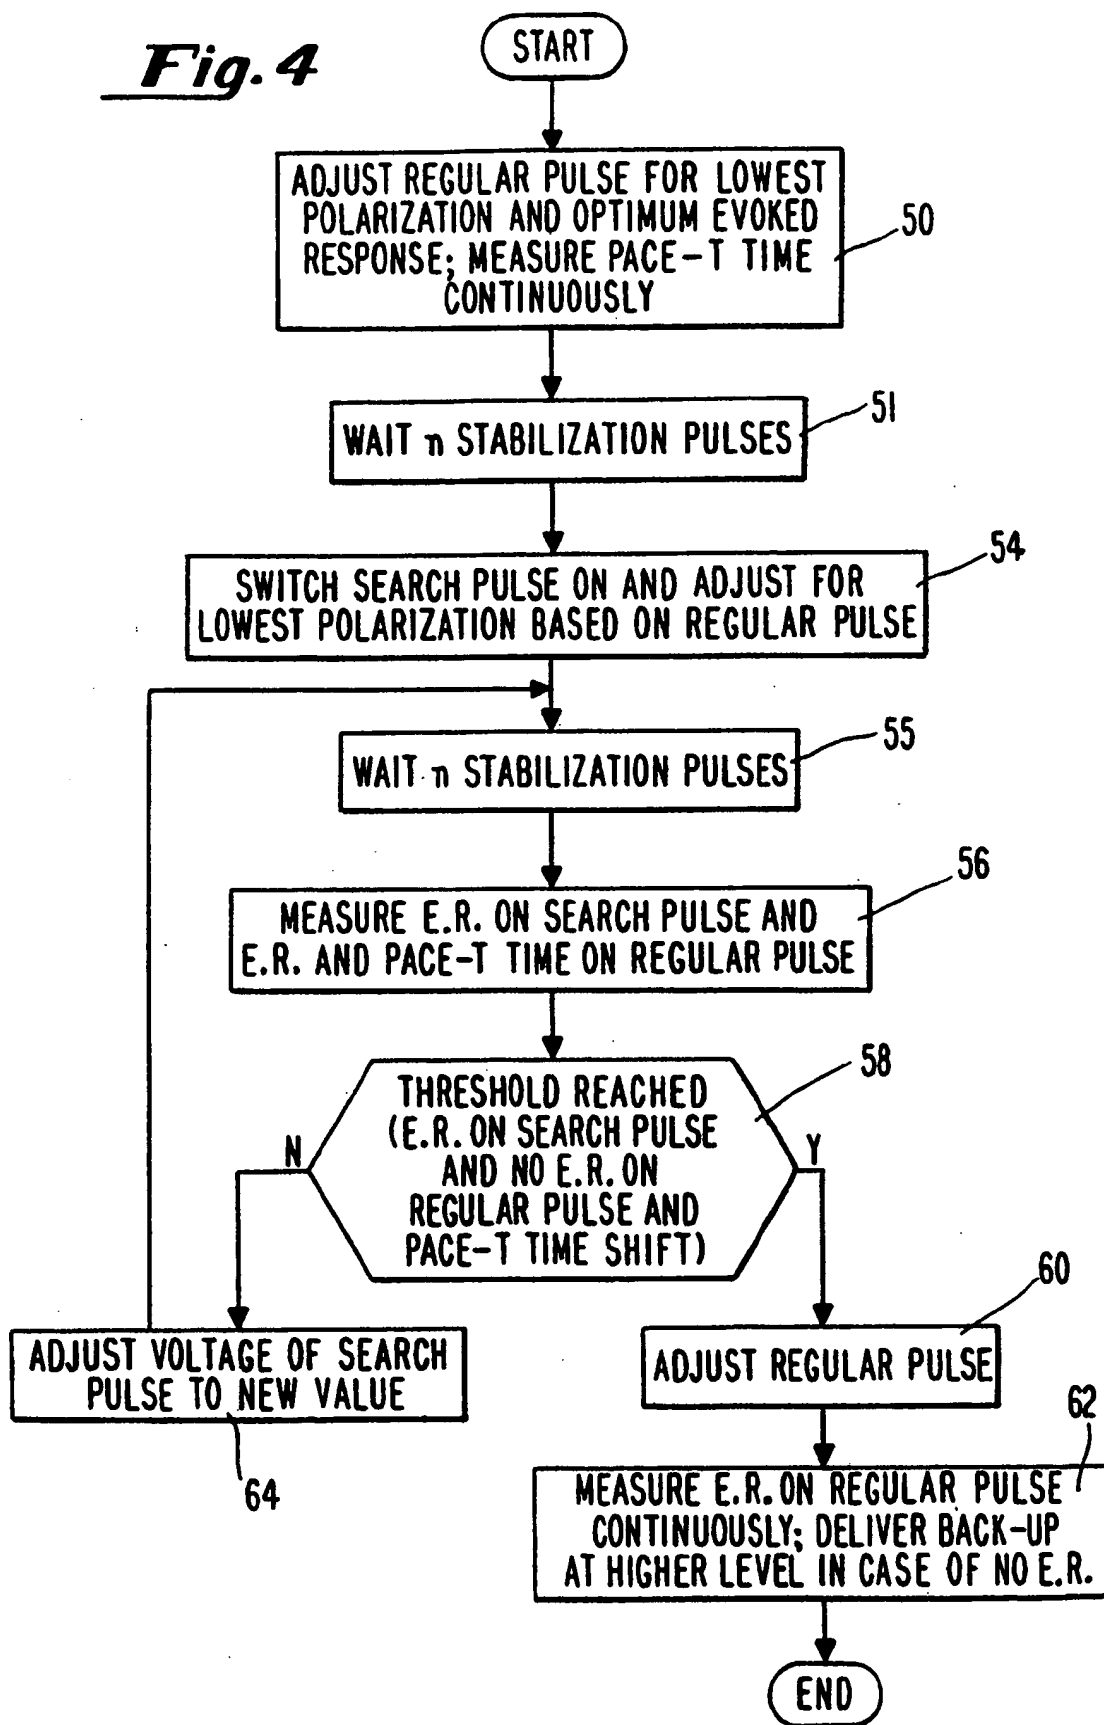 Fig. 4
START
ADJUST REGULAR PULSE FOR LOWEST
POLARIZATION AND OPTIMUM EVOKED
RESPONSE; MEASURE PACE-T TIME
CONTINUOUSLY
50
WAIT n STABILIZATION PULSES
51
SWITCH SEARCH PULSE ON AND ADJUST FOR
LOWEST POLARIZATION BASED ON REGULAR PULSE
54
WAIT n STABILIZATION PULSES
55
MEASURE E.R. ON SEARCH PULSE AND
E.R. AND PACE-T TIME ON REGULAR PULSE
56
THRESHOLD REACHED
(E.R. ON SEARCH PULSE
AND NO E.R. ON
REGULAR PULSE AND
PACE-T TIME SHIFT)
58
N
Y
ADJUST VOLTAGE OF SEARCH
PULSE TO NEW VALUE
64
ADJUST REGULAR PULSE
60
MEASURE E.R. ON REGULAR PULSE
CONTINUOUSLY; DELIVER BACK-UP
AT HIGHER LEVEL IN CASE OF NO E.R.
62
END